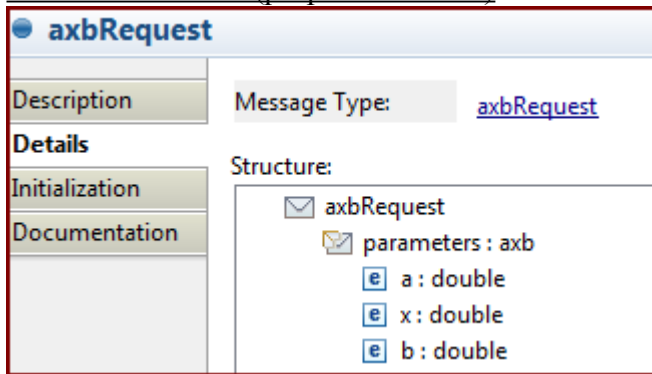 axbRequest
Description
Message Type: axbRequest
Details
Structure:
Initialization
axbRequest
Documentation
parameters : axb
e a : double
e x : double
e b : double